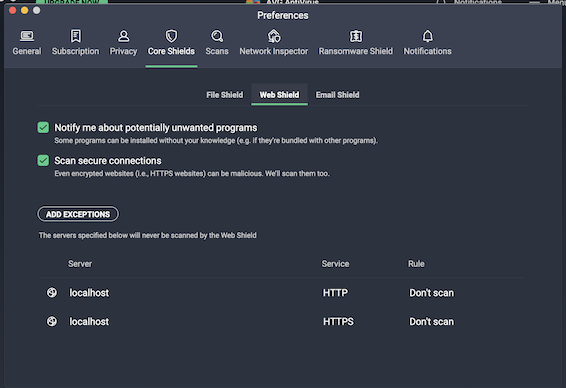 UPGRADE NOW
AVG AntiVirus
Notifications
Preferences
General
Subscription
Privacy
Core Shields
Scans
Network Inspector
Ransomware Shield
Notifications
File Shield
Web Shield
Email Shield
Notify me about potentially unwanted programs
Some programs can be installed without your knowledge (e.g. if they're bundled with other programs).
Scan secure connections
Even encrypted websites (i.e., HTTPS websites) can be malicious. We'll scan them too.
ADD EXCEPTIONS
The servers specified below will never be scanned by the Web Shield
Server Service Rule
localhost HTTP Don't scan
localhost HTTPS Don't scan